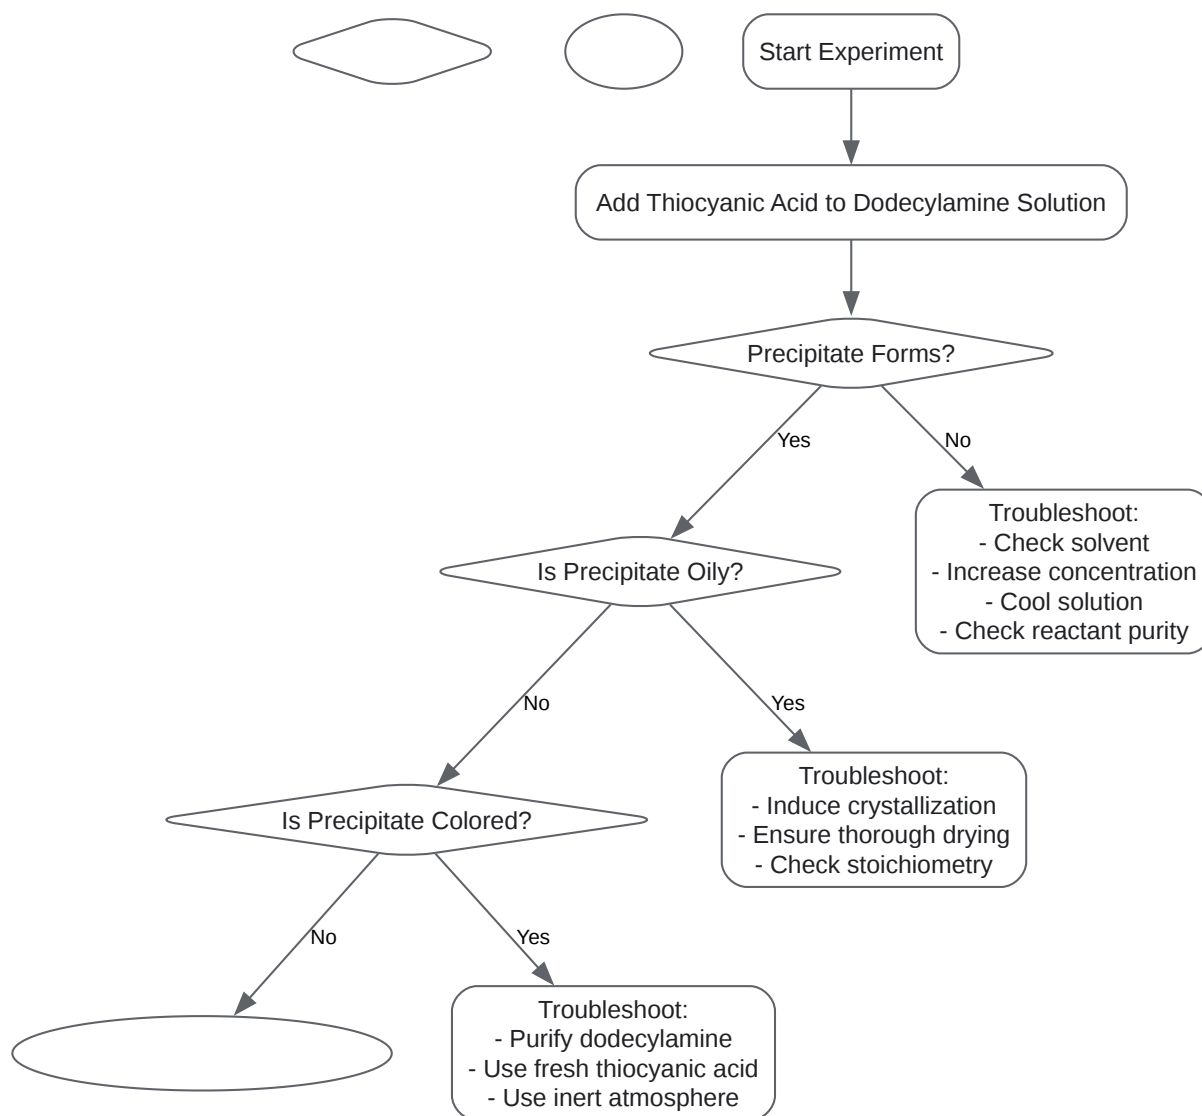 Start Experiment
Add Thiocyanic Acid to Dodecylamine Solution
Precipitate Forms?
Yes
No
Troubleshoot:
- Check solvent
- Increase concentration
- Cool solution
- Check reactant purity
Is Precipitate Oily?
No
Yes
Troubleshoot:
- Induce crystallization
- Ensure thorough drying
- Check stoichiometry
Is Precipitate Colored?
No
Yes
Troubleshoot:
- Purify dodecylamine
- Use fresh thiocyanic acid
- Use inert atmosphere